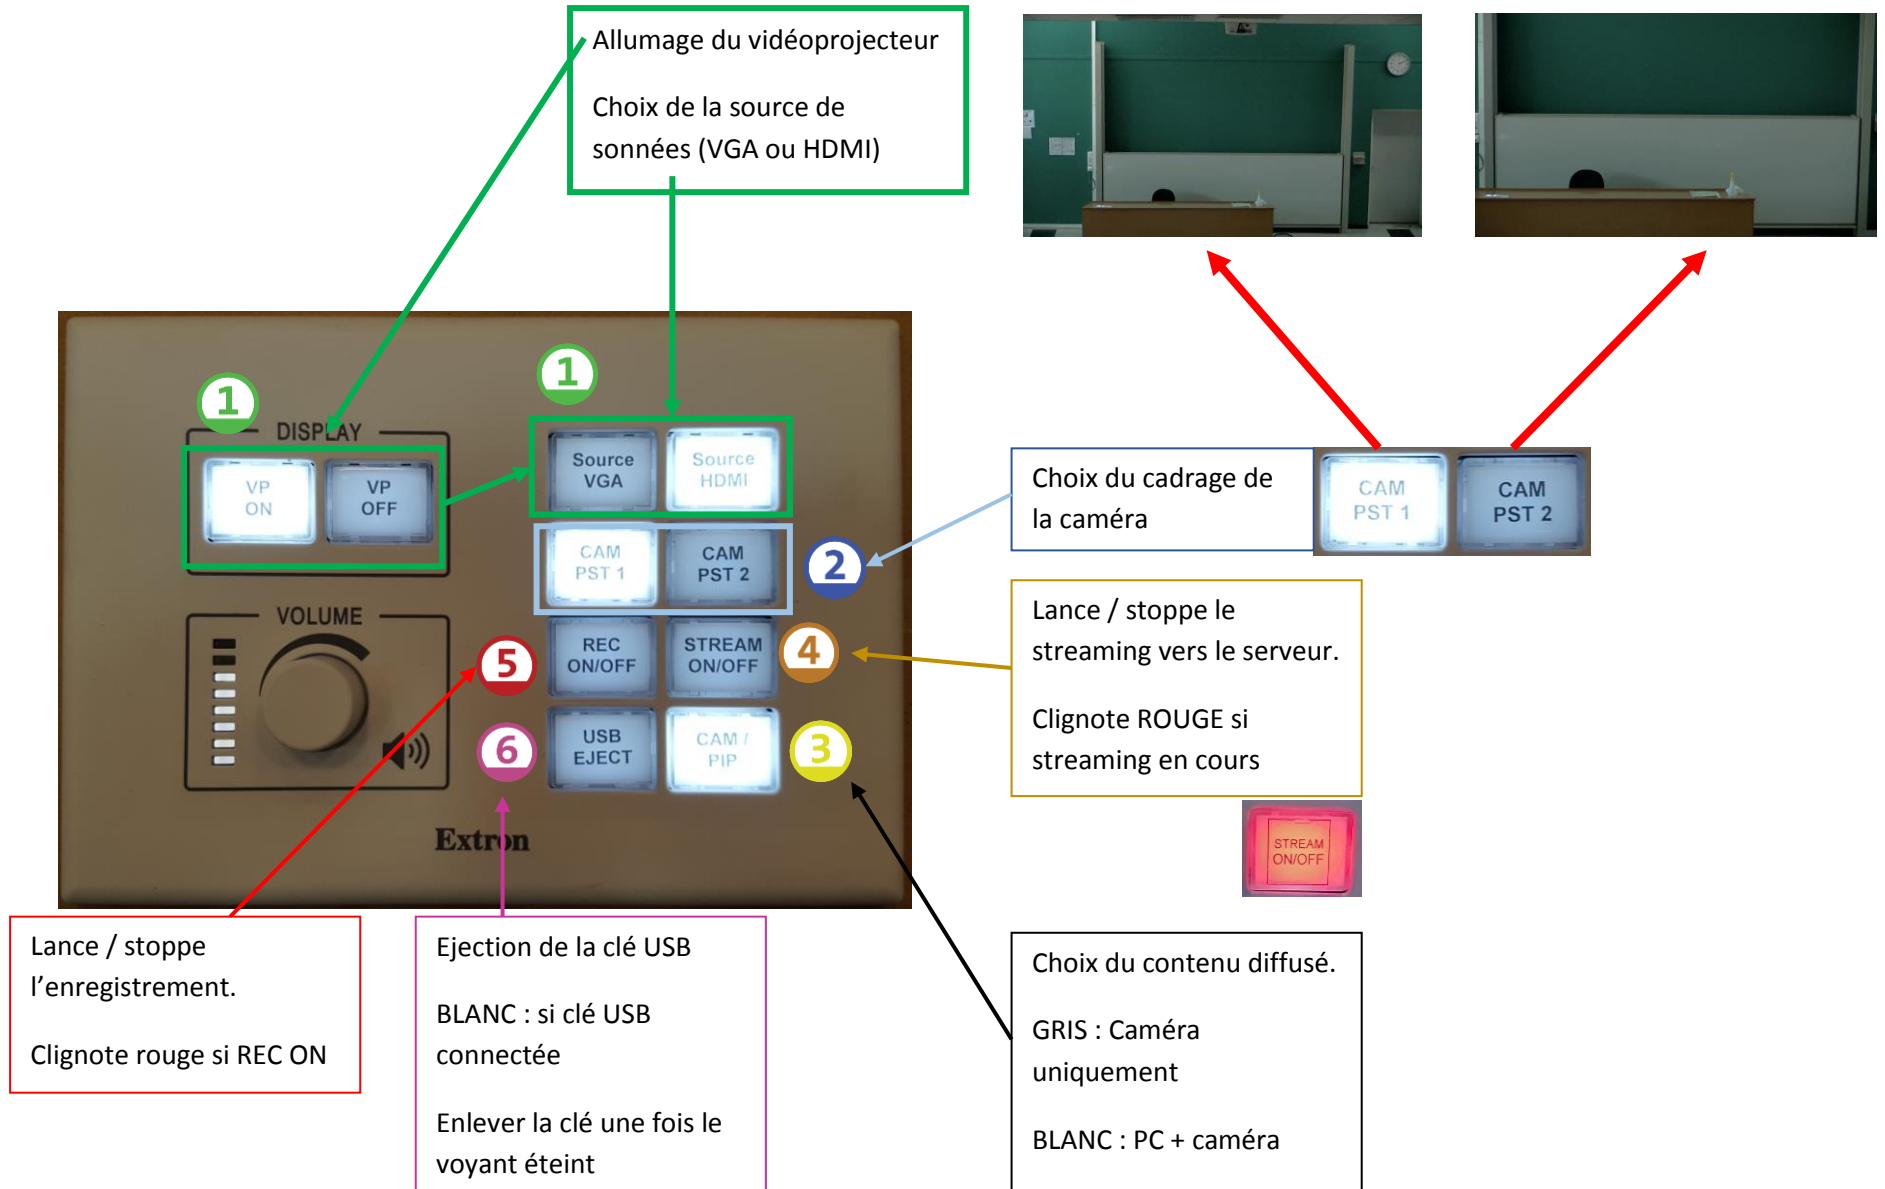 Allumage du vidéoprojecteur
Choix de la source de
sonnées (VGA ou HDMI)
1
1
DISPLAY
VP
ON
VP
OFF
Source
VGA
Source
HDMI
CAM
PST 1
CAM
PST 2
2
Choix du cadrage de
la caméra
CAM
PST 1
CAM
PST 2
VOLUME
5
REC
ON/OFF
STREAM
ON/OFF
4
Lance / stoppe le
streaming vers le serveur.
Clignote ROUGE si
streaming en cours
STREAM
ON/OFF
6
USB
EJECT
CAM /
PIP
3
Extron
Lance / stoppe
l’enregistrement.
Clignote rouge si REC ON
Ejection de la clé USB
BLANC : si clé USB
connectée
Enlever la clé une fois le
voyant éteint
Choix du contenu diffusé.
GRIS : Caméra
uniquement
BLANC : PC + caméra